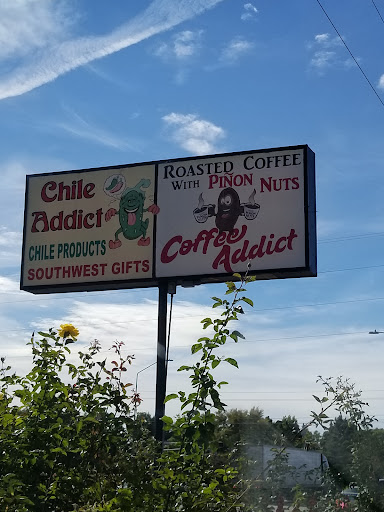 Chile
Addict
CHILE PRODUCTS
SOUTHWEST GIFTS
ROASTED COFFEE
WITH PIÑON NUTS
Coffee
Addict